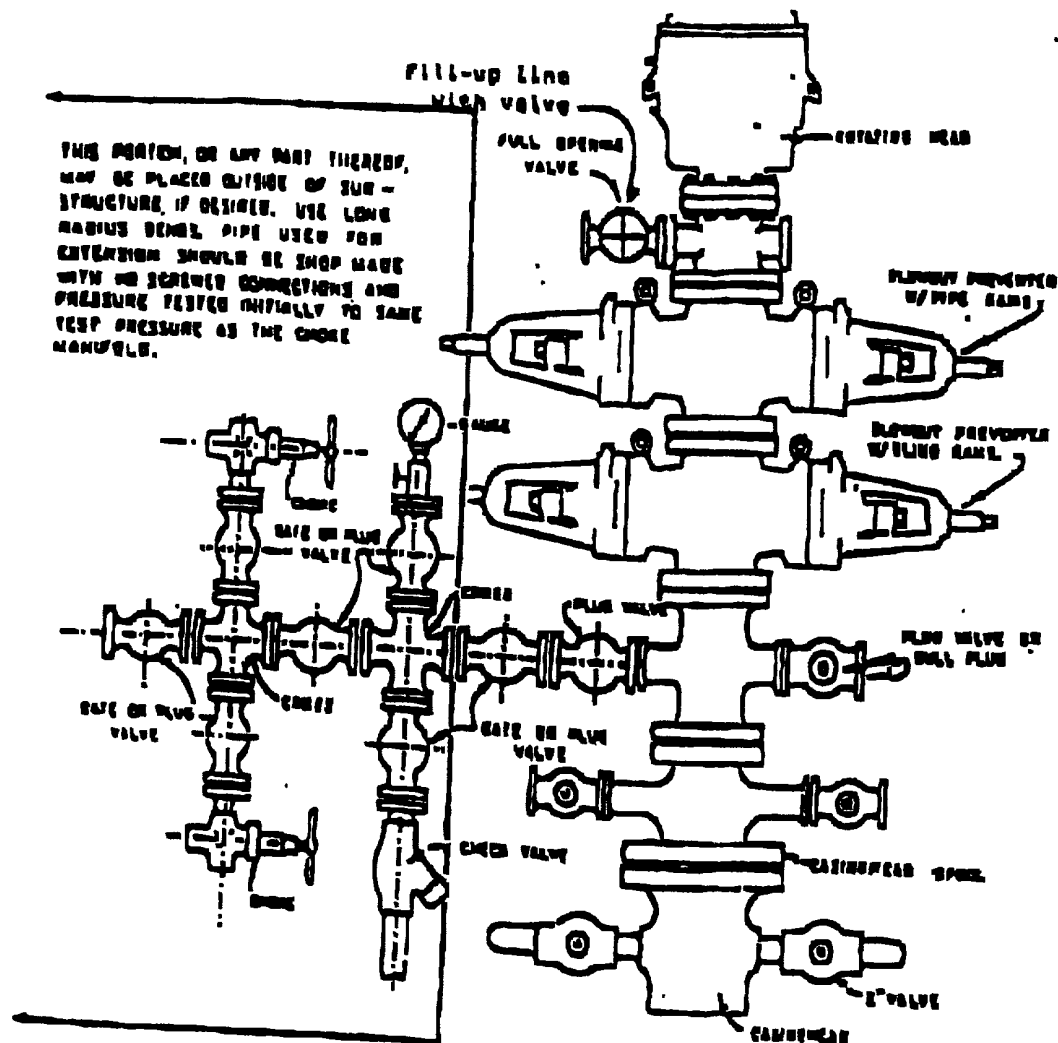 Fill-up Line
with valve
FULL OPENING
VALVE
ROTATING HEAD
THIS PORTION, OR ANY PART THEREOF,
MAY BE PLACED OUTSIDE OF SUB-
STRUCTURE, IF DESIRED. USE LONG
RADIUS BENDS. PIPE USED FOR
EXTENSION SHOULD BE SHOP MADE
WITH NO SCREWED CONNECTIONS AND
PRESSURE TESTED INITIALLY TO SAME
TEST PRESSURE AS THE CHOKE
MANIFOLD.
BLOWOUT PREVENTER
W/PIPE RAMS
GAUGE
BLOWOUT PREVENTER
W/BLIND RAMS
CHOKE
GATE OR PLUG
VALVE
CROSS
PLUG VALVE
PLUG VALVE OR
BULL PLUG
CROSS
GATE OR PLUG
VALVE
GATE OR PLUG
VALVE
CHECK VALVE
CASINGHEAD SPOOL
CHOKE
2" VALVE
CASINGHEAD